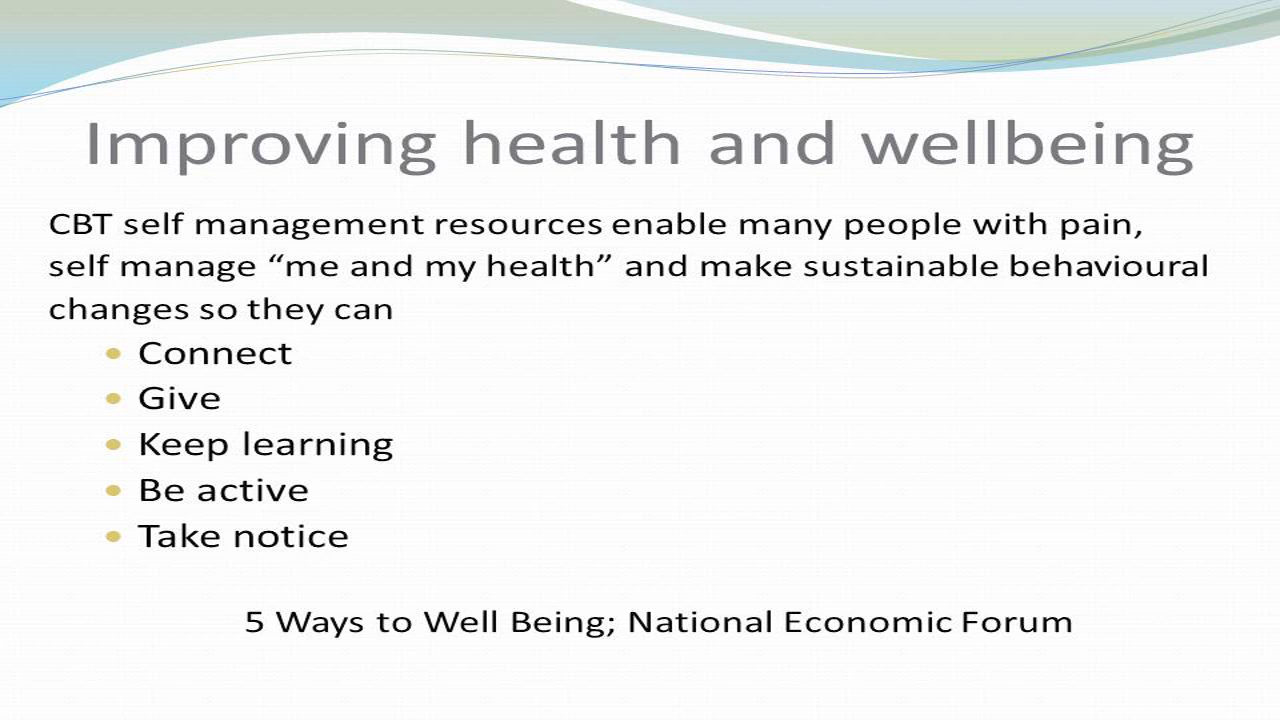 Improving health and wellbeing
CBT self management resources enable many people with pain,
self manage “me and my health” and make sustainable behavioural
changes so they can
• Connect
• Give
• Keep learning
• Be active
• Take notice
5 Ways to Well Being; National Economic Forum